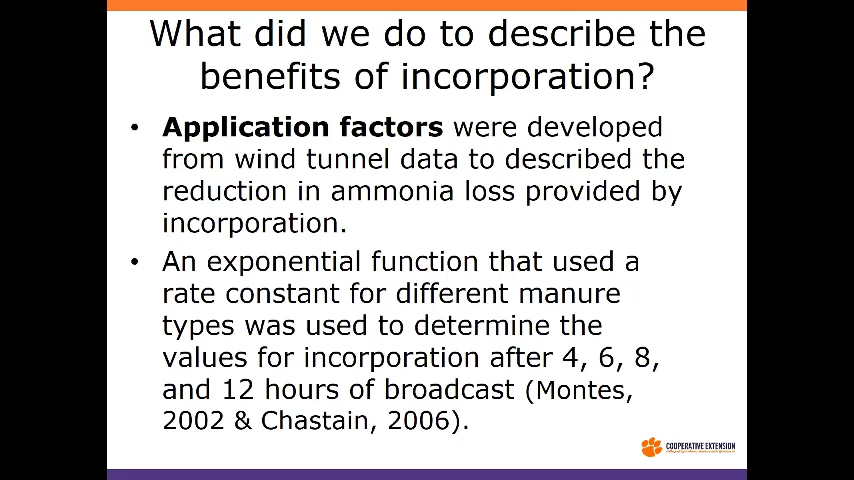 What did we do to describe the
benefits of incorporation?
• Application factors were developed
from wind tunnel data to described the
reduction in ammonia loss provided by
incorporation.
• An exponential function that used a
rate constant for different manure
types was used to determine the
values for incorporation after 4, 6, 8,
and 12 hours of broadcast (Montes,
2002 & Chastain, 2006).
COOPERATIVE EXTENSION